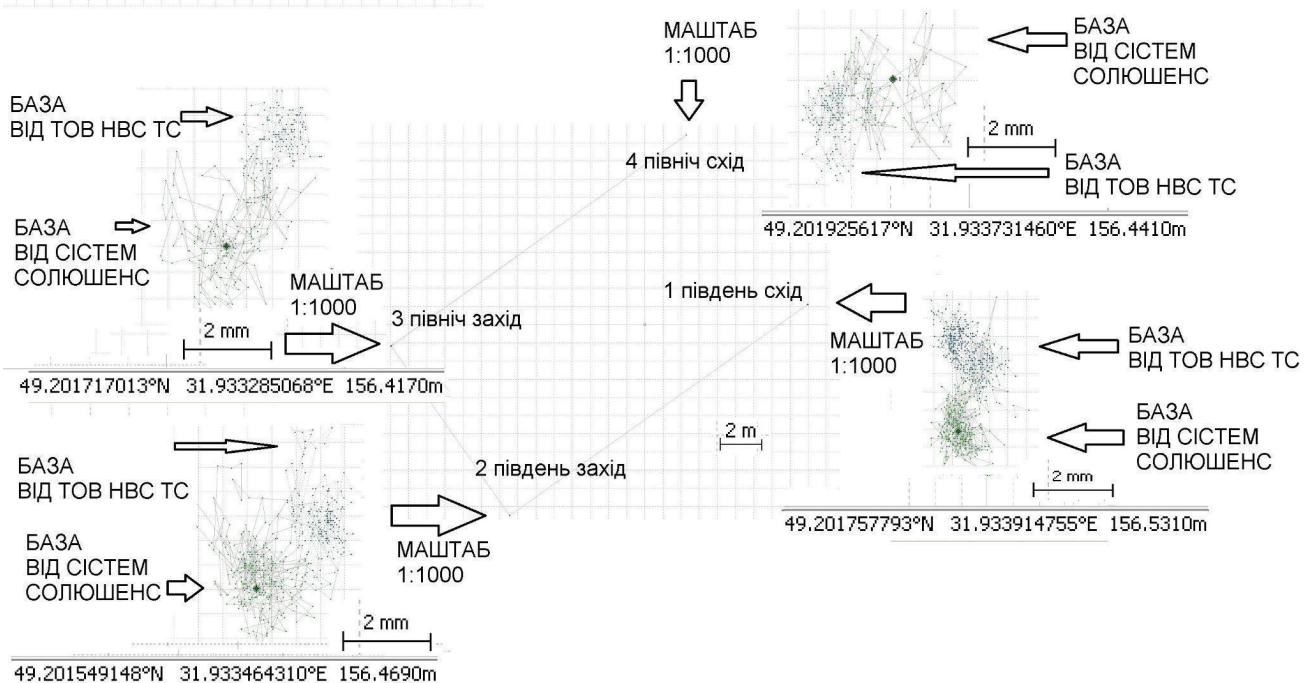 БАЗА
ВІД ТОВ НВС ТС
БАЗА
ВІД СІСТЕМ
СОЛЮШЕНС
2 mm
МАШТАБ
1:1000
49.201717013°N 31.933285068°E 156.4170m
МАШТАБ
1:1000
4 північ схід
БАЗА
ВІД СІСТЕМ
СОЛЮШЕНС
2 mm
БАЗА
ВІД ТОВ НВС ТС
49.201925617°N 31.933731460°E 156.4410m
3 північ захід
1 південь схід
МАШТАБ
1:1000
БАЗА
ВІД ТОВ НВС ТС
БАЗА
ВІД СІСТЕМ
СОЛЮШЕНС
2 mm
49.201757793°N 31.933914755°E 156.5310m
2 m
2 південь захід
БАЗА
ВІД ТОВ НВС ТС
БАЗА
ВІД СІСТЕМ
СОЛЮШЕНС
МАШТАБ
1:1000
2 mm
49.201549148°N 31.933464310°E 156.4690m